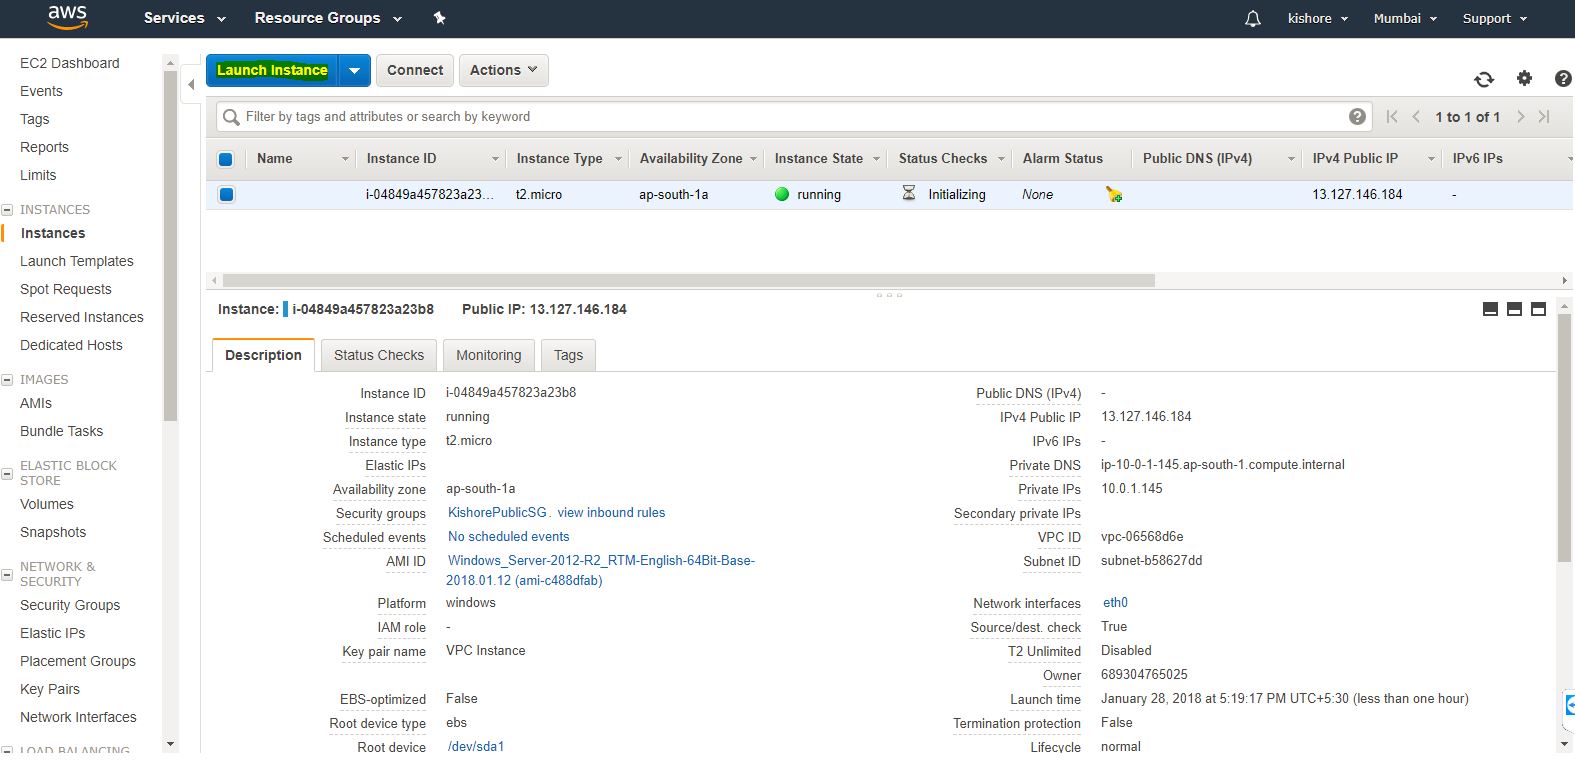 aws Services Resource Groups kishore Mumbai Support
EC2 Dashboard
Events
Tags
Reports
Limits
INSTANCES
Instances
Launch Templates
Spot Requests
Reserved Instances
Dedicated Hosts
IMAGES
AMIs
Bundle Tasks
ELASTIC BLOCK
STORE
Volumes
Snapshots
NETWORK &
SECURITY
Security Groups
Elastic IPs
Placement Groups
Key Pairs
Network Interfaces
LOAD BALANCING
Launch Instance Connect Actions
Filter by tags and attributes or search by keyword 1 to 1 of 1
Name Instance ID Instance Type Availability Zone Instance State Status Checks Alarm Status Public DNS (IPv4) IPv4 Public IP IPv6 IPs
i-04849a457823a23... t2.micro ap-south-1a running Initializing None 13.127.146.184 -
Instance: i-04849a457823a23b8 Public IP: 13.127.146.184
Description Status Checks Monitoring Tags
Instance ID i-04849a457823a23b8 Public DNS (IPv4) -
Instance state running IPv4 Public IP 13.127.146.184
Instance type t2.micro IPv6 IPs -
Elastic IPs Private DNS ip-10-0-1-145.ap-south-1.compute.internal
Availability zone ap-south-1a Private IPs 10.0.1.145
Security groups KishorePublicSG. view inbound rules Secondary private IPs
Scheduled events No scheduled events VPC ID vpc-06568d6e
AMI ID Windows_Server-2012-R2_RTM-English-64Bit-Base- Subnet ID subnet-b58627dd
2018.01.12 (ami-c488dfab)
Platform windows Network interfaces eth0
IAM role - Source/dest. check True
Key pair name VPC Instance T2 Unlimited Disabled
Owner 689304765025
EBS-optimized False Launch time January 28, 2018 at 5:19:17 PM UTC+5:30 (less than one hour)
Root device type ebs Termination protection False
Root device /dev/sda1 Lifecycle normal